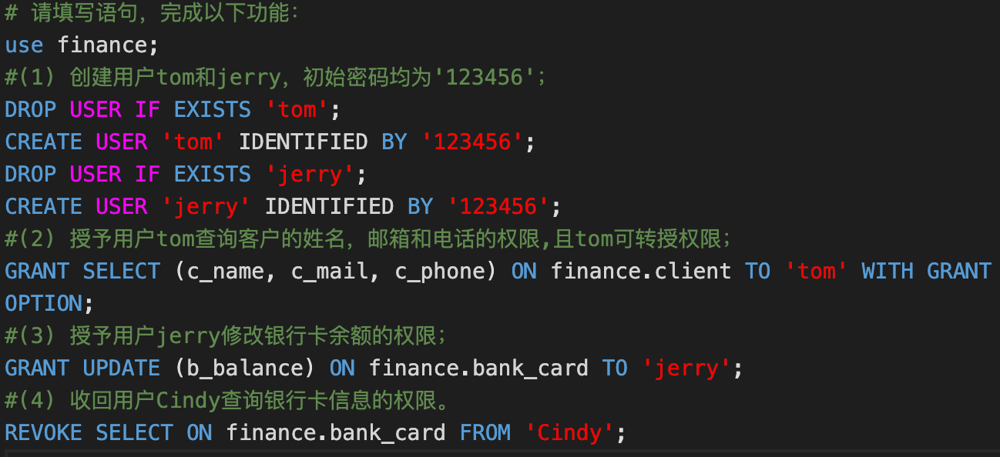 # 请填写语句，完成以下功能：
use finance;
#(1) 创建用户tom和jerry，初始密码均为'123456'；
DROP USER IF EXISTS 'tom';
CREATE USER 'tom' IDENTIFIED BY '123456';
DROP USER IF EXISTS 'jerry';
CREATE USER 'jerry' IDENTIFIED BY '123456';
#(2) 授予用户tom查询客户的姓名，邮箱和电话的权限,且tom可转授权限；
GRANT SELECT (c_name, c_mail, c_phone) ON finance.client TO 'tom' WITH GRANT
OPTION;
#(3) 授予用户jerry修改银行卡余额的权限；
GRANT UPDATE (b_balance) ON finance.bank_card TO 'jerry';
#(4) 收回用户Cindy查询银行卡信息的权限。
REVOKE SELECT ON finance.bank_card FROM 'Cindy';